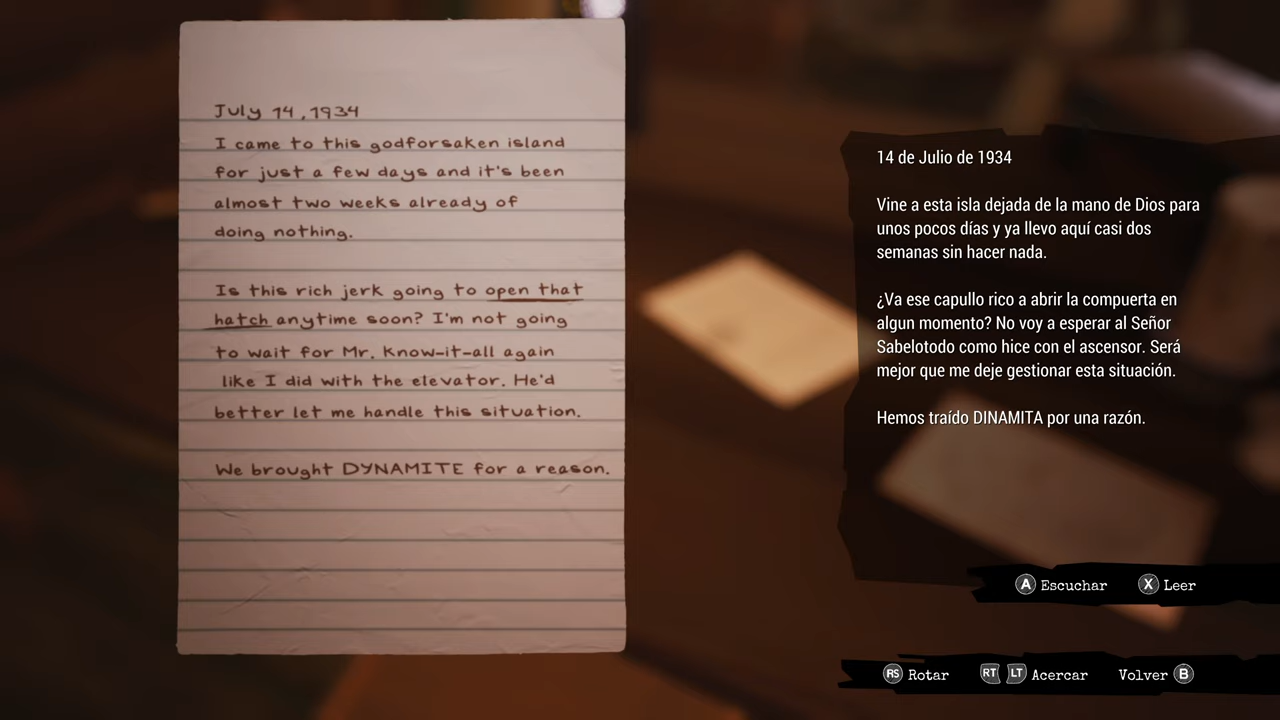 July 14, 1934
I came to this godforsaken island
for just a few days and it's been
almost two weeks already of
doing nothing.
Is this rich jerk going to open that
hatch anytime soon? I'm not going
to wait for Mr. Know-it-all again
like I did with the elevator. He'd
better let me handle this situation.
We brought DYNAMITE for a reason.
14 de Julio de 1934
Vine a esta isla dejada de la mano de Dios para
unos pocos días y ya llevo aquí casi dos
semanas sin hacer nada.
¿Va ese capullo rico a abrir la compuerta en
algun momento? No voy a esperar al Señor
Sabelotodo como hice con el ascensor. Será
mejor que me deje gestionar esta situación.
Hemos traído DINAMITA por una razón.
A Escuchar X Leer
RS Rotar RT LT Acercar Volver B